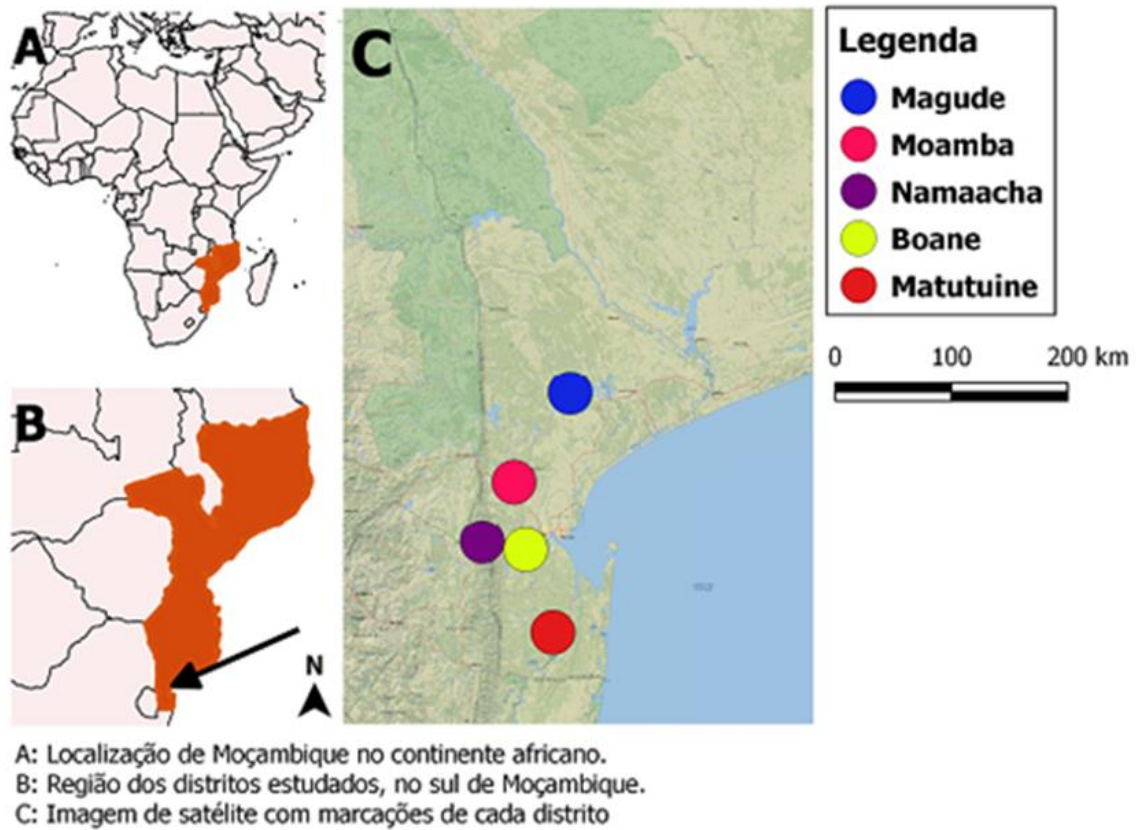 A
C
Legenda
Magude
Moamba
Namaacha
Boane
Matutuine
0 100 200 km
B
N
A: Localização de Moçambique no continente africano.
B: Região dos distritos estudados, no sul de Moçambique.
C: Imagem de satélite com marcações de cada distrito